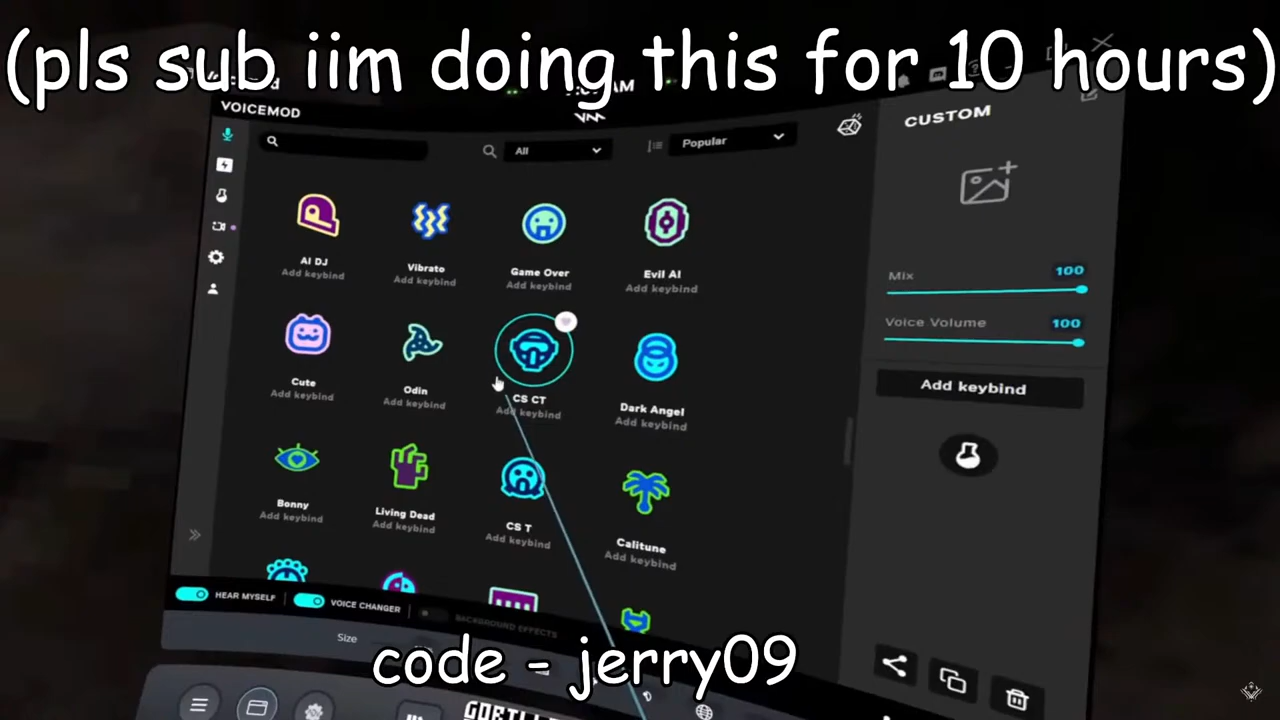 (pls sub iim doing this for 10 hours)
VOICEMOD
All
Popular
CUSTOM
AI DJ
Add keybind
Vibrato
Add keybind
Game Over
Add keybind
Evil AI
Add keybind
Mix
100
Voice Volume
100
Cute
Add keybind
Odin
Add keybind
CS CT
Add keybind
Dark Angel
Add keybind
Add keybind
Bonny
Add keybind
Living Dead
Add keybind
CS T
Add keybind
Calitune
Add keybind
HEAR MYSELF
VOICE CHANGER
BACKGROUND EFFECTS
Size
code - jerry09